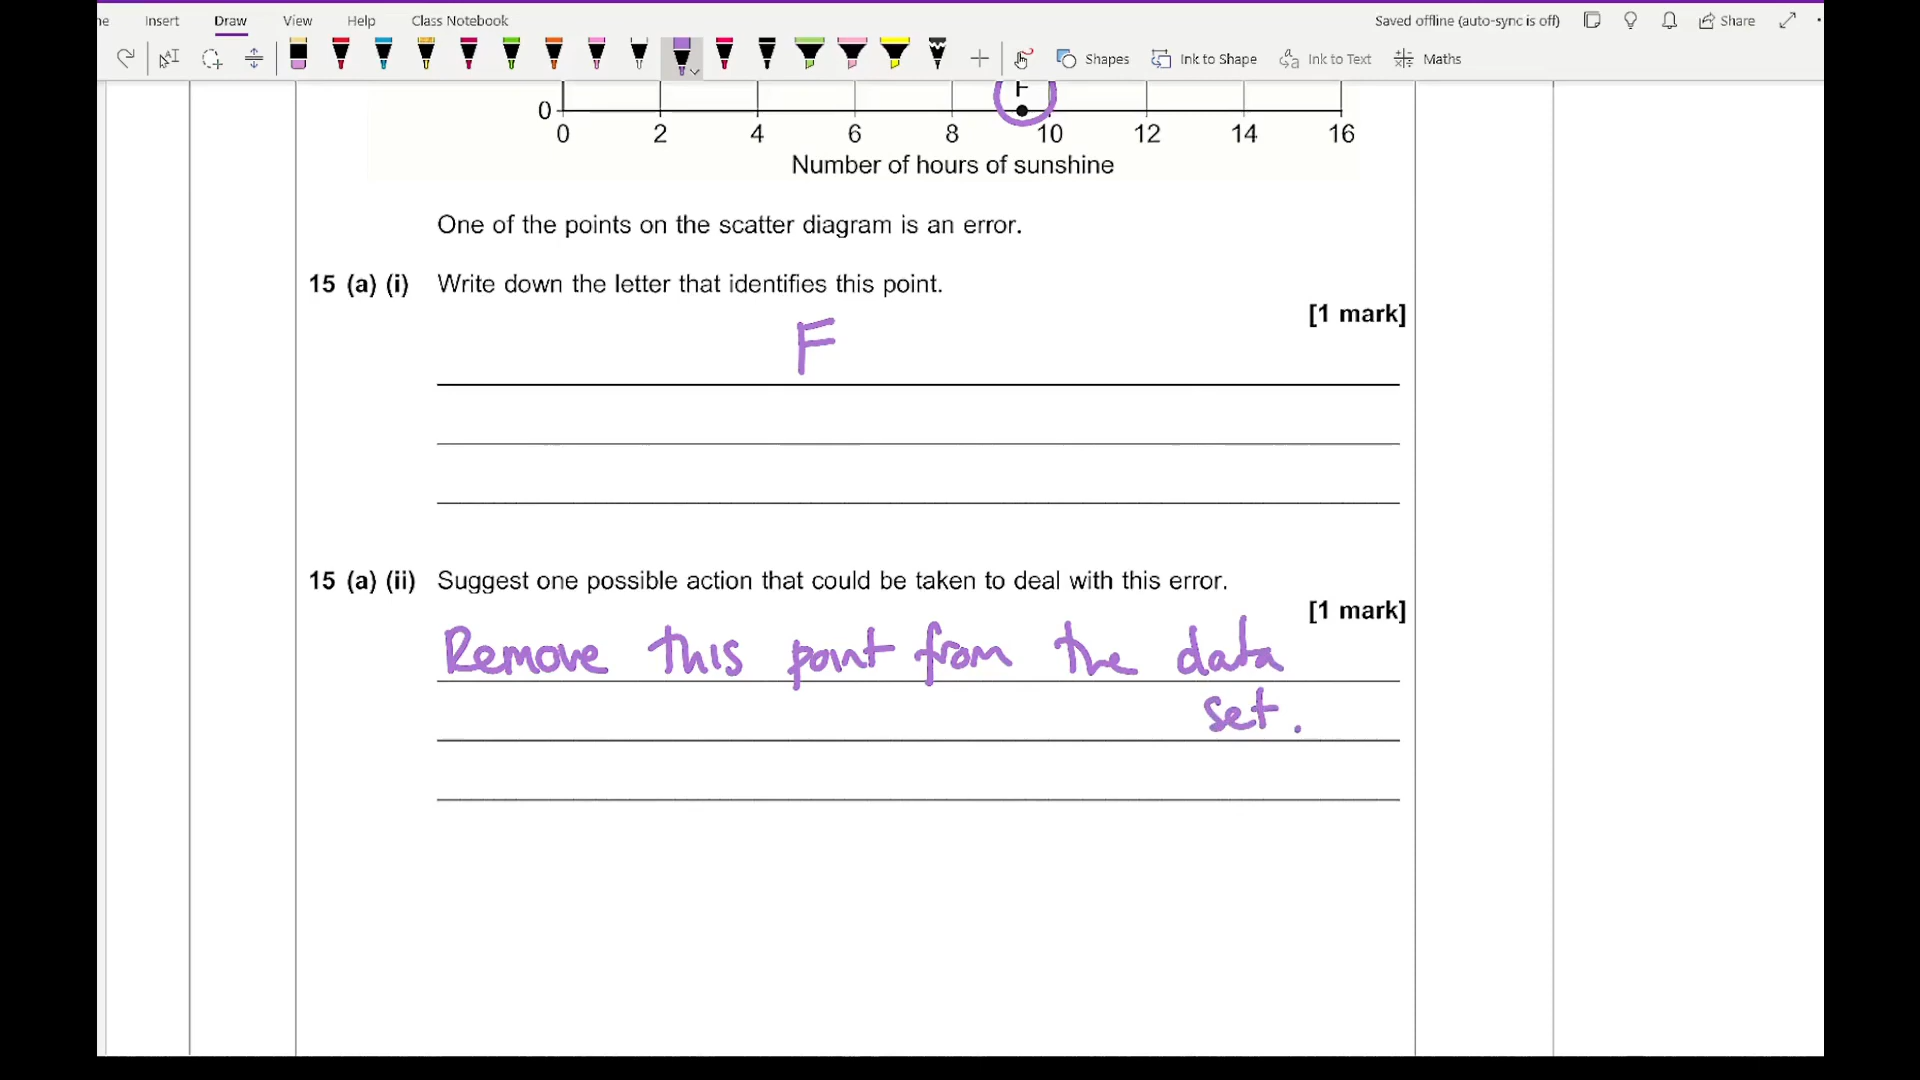 Insert Draw View Help Class Notebook Saved offline (auto-sync is off) Share
Shapes Ink to Shape Ink to Text Maths
F
0
0 2 4 6 8 10 12 14 16
Number of hours of sunshine
One of the points on the scatter diagram is an error.
15 (a) (i) Write down the letter that identifies this point.
[1 mark]
F
15 (a) (ii) Suggest one possible action that could be taken to deal with this error.
[1 mark]
Remove this point from the data
set.